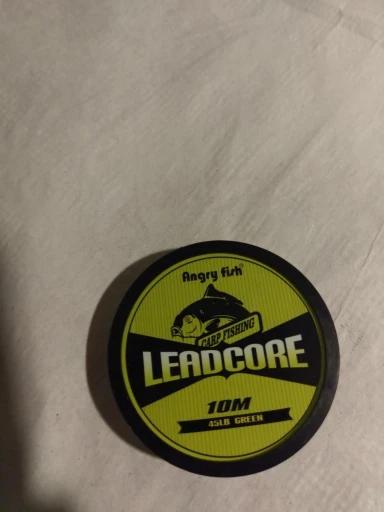 Angry fish®
CARP FISHING
LEADCORE
10M
45LB GREEN